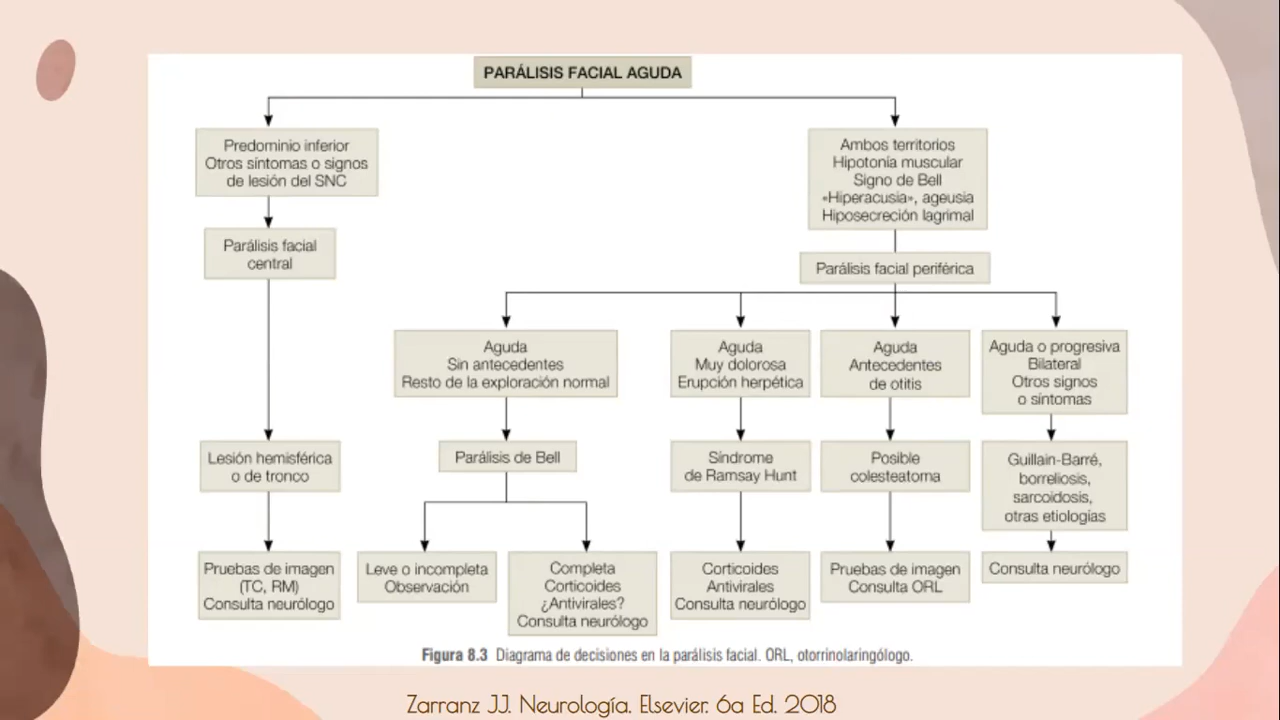 PARÁLISIS FACIAL AGUDA
Predominio inferior
Otros síntomas o signos
de lesión del SNC
Ambos territorios
Hipotonía muscular
Signo de Bell
«Hiperacusia», ageusia
Hiposecreción lagrimal
Parálisis facial
central
Parálisis facial periférica
Aguda
Sin antecedentes
Resto de la exploración normal
Aguda
Muy dolorosa
Erupción herpética
Aguda
Antecedentes
de otitis
Aguda o progresiva
Bilateral
Otros signos
o síntomas
Lesión hemisférica
o de tronco
Parálisis de Bell
Síndrome
de Ramsay Hunt
Posible
colesteatoma
Guillain-Barré,
borreliosis,
sarcoidosis,
otras etiologías
Pruebas de imagen
(TC, RM)
Consulta neurólogo
Leve o incompleta
Observación
Completa
Corticoides
¿Antivirales?
Consulta neurólogo
Corticoides
Antivirales
Consulta neurólogo
Pruebas de imagen
Consulta ORL
Consulta neurólogo
Figura 8.3 Diagrama de decisiones en la parálisis facial. ORL, otorrinolaringólogo.
Zarranz JJ. Neurología. Elsevier. 6a Ed. 2018